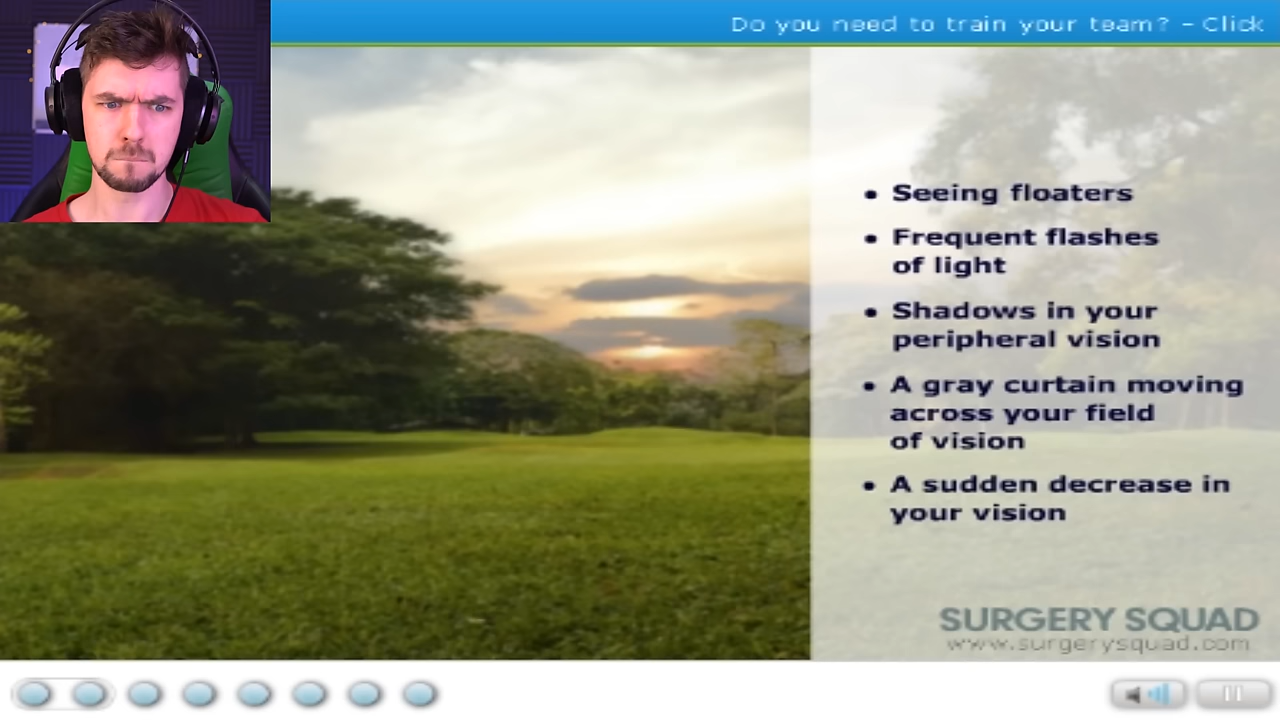 Do you need to train your team? - Click
• Seeing floaters
• Frequent flashes
of light
• Shadows in your
peripheral vision
• A gray curtain moving
across your field
of vision
• A sudden decrease in
your vision
SURGERY SQUAD
www.surgerysquad.com